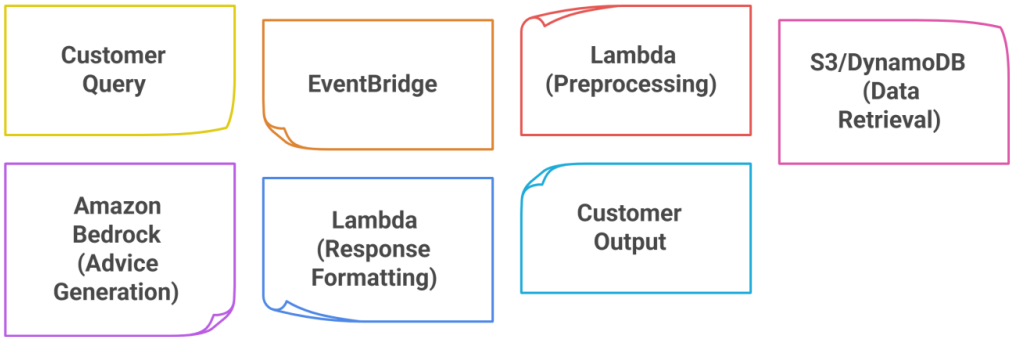 Customer
Query
EventBridge
Lambda
(Preprocessing)
S3/DynamoDB
(Data
Retrieval)
Amazon
Bedrock
(Advice
Generation)
Lambda
(Response
Formatting)
Customer
Output